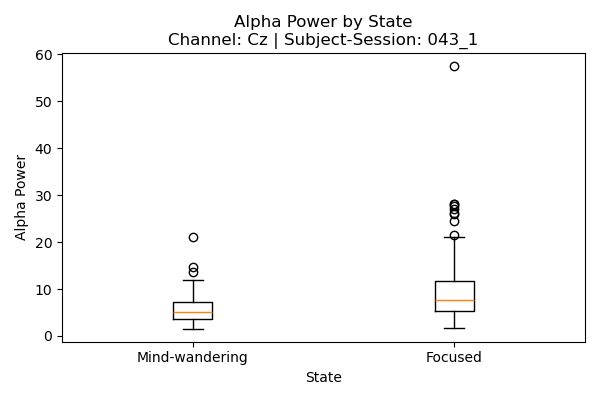 Alpha Power by State
Channel: Cz | Subject-Session: 043_1
60
50
40
30
20
10
0
Alpha Power
Mind-wandering
Focused
State